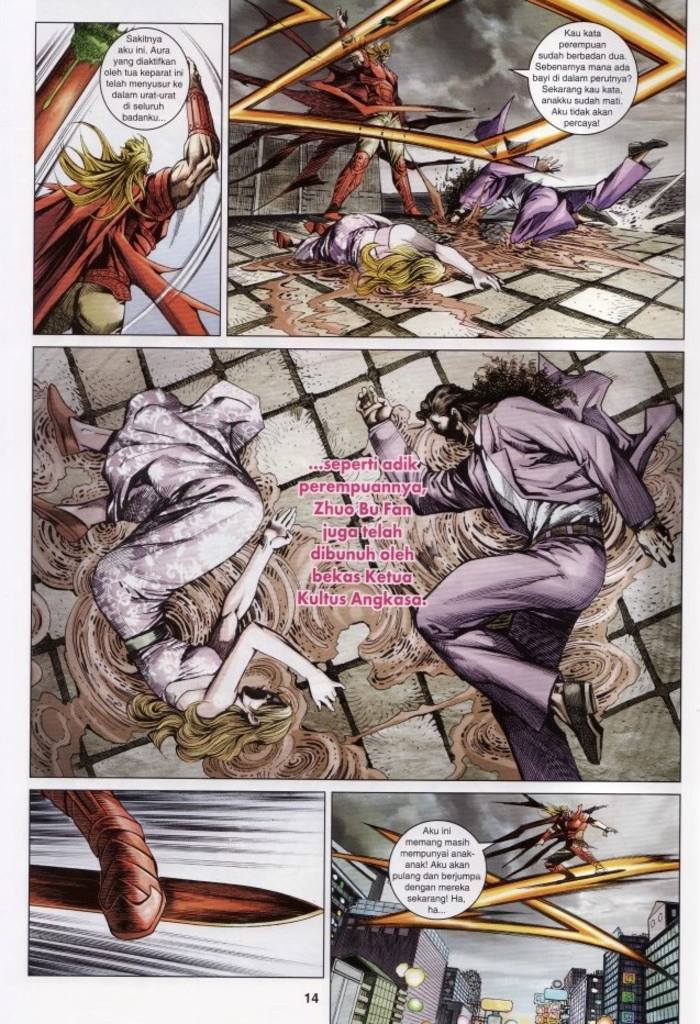 Sakitnya
aku ini. Aura
yang diaktifkan
oleh tua keparat ini
telah menyusur ke
dalam urat-urat
di seluruh
badanku...
Kau kata
perempuan
sudah berbadan dua.
Sebenarnya mana ada
bayi di dalam perutnya?
Sekarang kau kata,
anakku sudah mati.
Aku tidak akan
percaya!
...seperti adik
perempuannya,
Zhuo Bu Fan
juga telah
dibunuh oleh
bekas Ketua
Kultus Angkasa.
Aku ini
memang masih
mempunyai anak-
anak! Aku akan
pulang dan berjumpa
dengan mereka
sekarang! Ha,
ha...
14